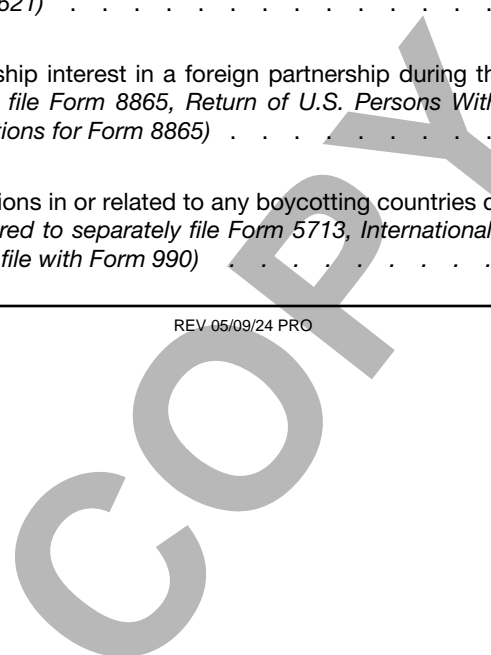 621) . . . . . . . . . . . . . .
ship interest in a foreign partnership during th
file Form 8865, Return of U.S. Persons With
tions for Form 8865) . . . . . . . . .
ions in or related to any boycotting countries d
red to separately file Form 5713, International
file with Form 990) . . . . . . . . .
REV 05/09/24 PRO
COPY